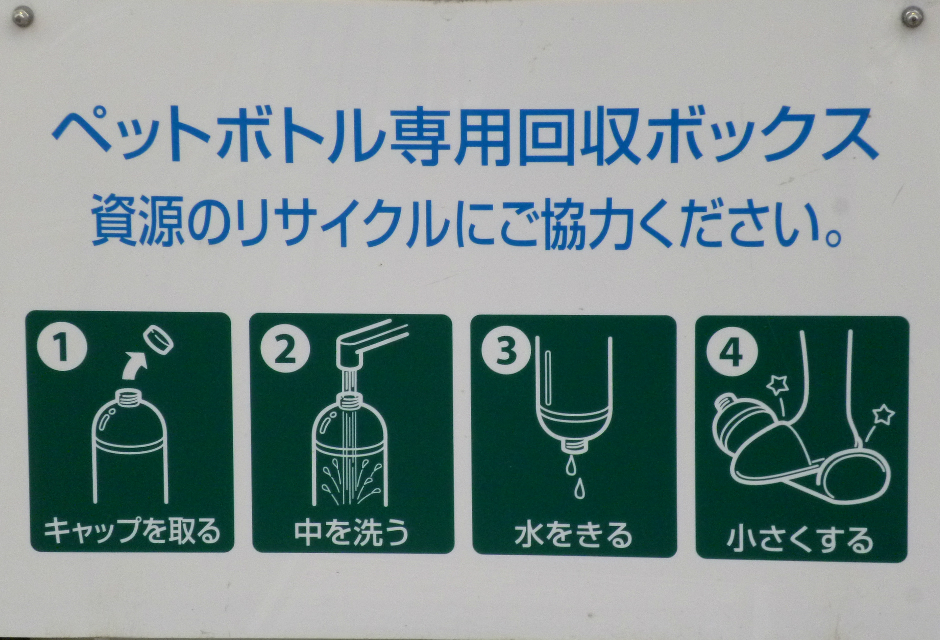 ペットボトル専用回収ボックス
資源のリサイクルにご協力ください。
1
キャップを取る
2
中を洗う
3
水をきる
4
小さくする